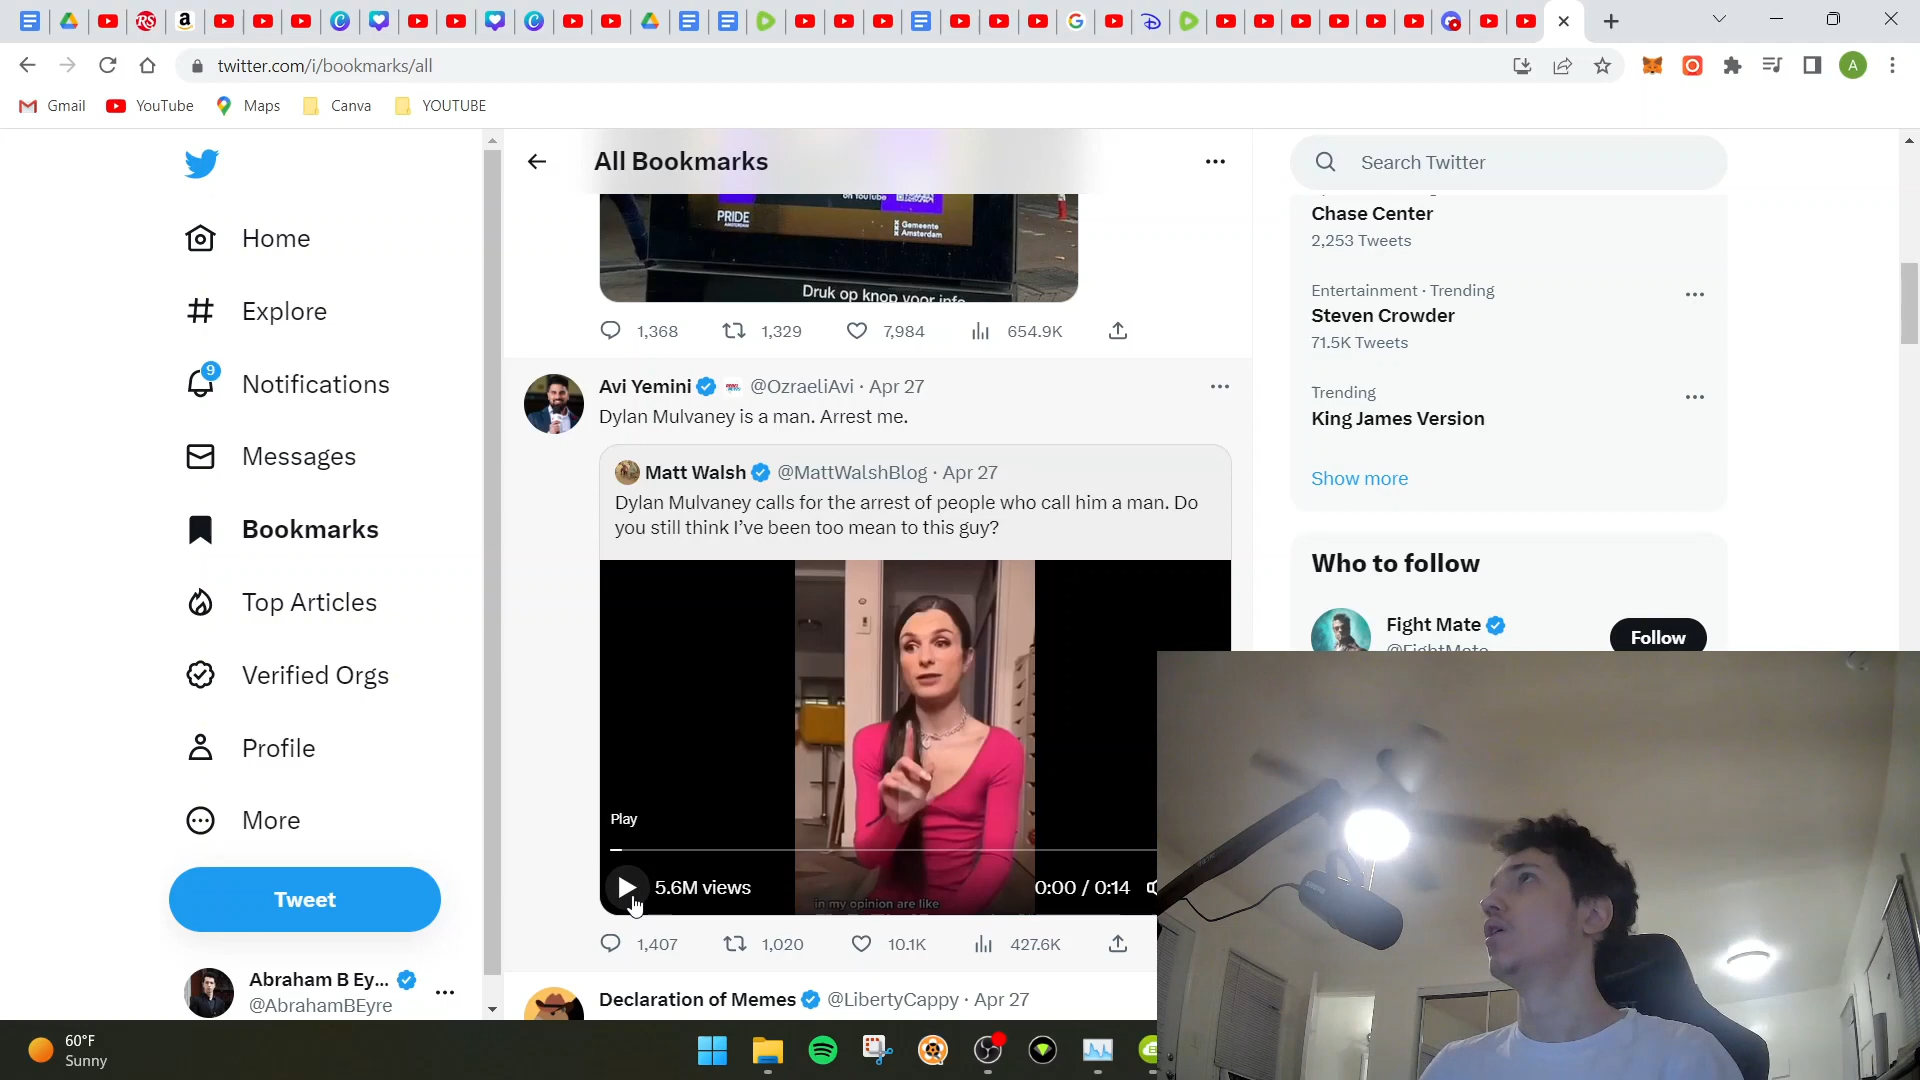 twitter.com/i/bookmarks/all
A
Gmail
YouTube
Maps
Canva
YOUTUBE
All Bookmarks
Search Twitter
on YouTube
PRIDE
AMSTERDAM
Gemeente
Amsterdam
Druk op knop voor info
1,368
1,329
7,984
654.9K
Home
Explore
9
Notifications
Messages
Bookmarks
Top Articles
Verified Orgs
Profile
More
Tweet
Abraham B Ey...
@AbrahamBEyre
Avi Yemini @OzraeliAvi · Apr 27
Dylan Mulvaney is a man. Arrest me.
Matt Walsh @MattWalshBlog · Apr 27
Dylan Mulvaney calls for the arrest of people who call him a man. Do
you still think I’ve been too mean to this guy?
Play
5.6M views
0:00 / 0:14
in my opinion are like
1,407
1,020
10.1K
427.6K
Declaration of Memes @LibertyCappy · Apr 27
Chase Center
2,253 Tweets
Entertainment · Trending
Steven Crowder
71.5K Tweets
Trending
King James Version
Show more
Who to follow
Fight Mate
@FightMate
Follow
60°F
Sunny